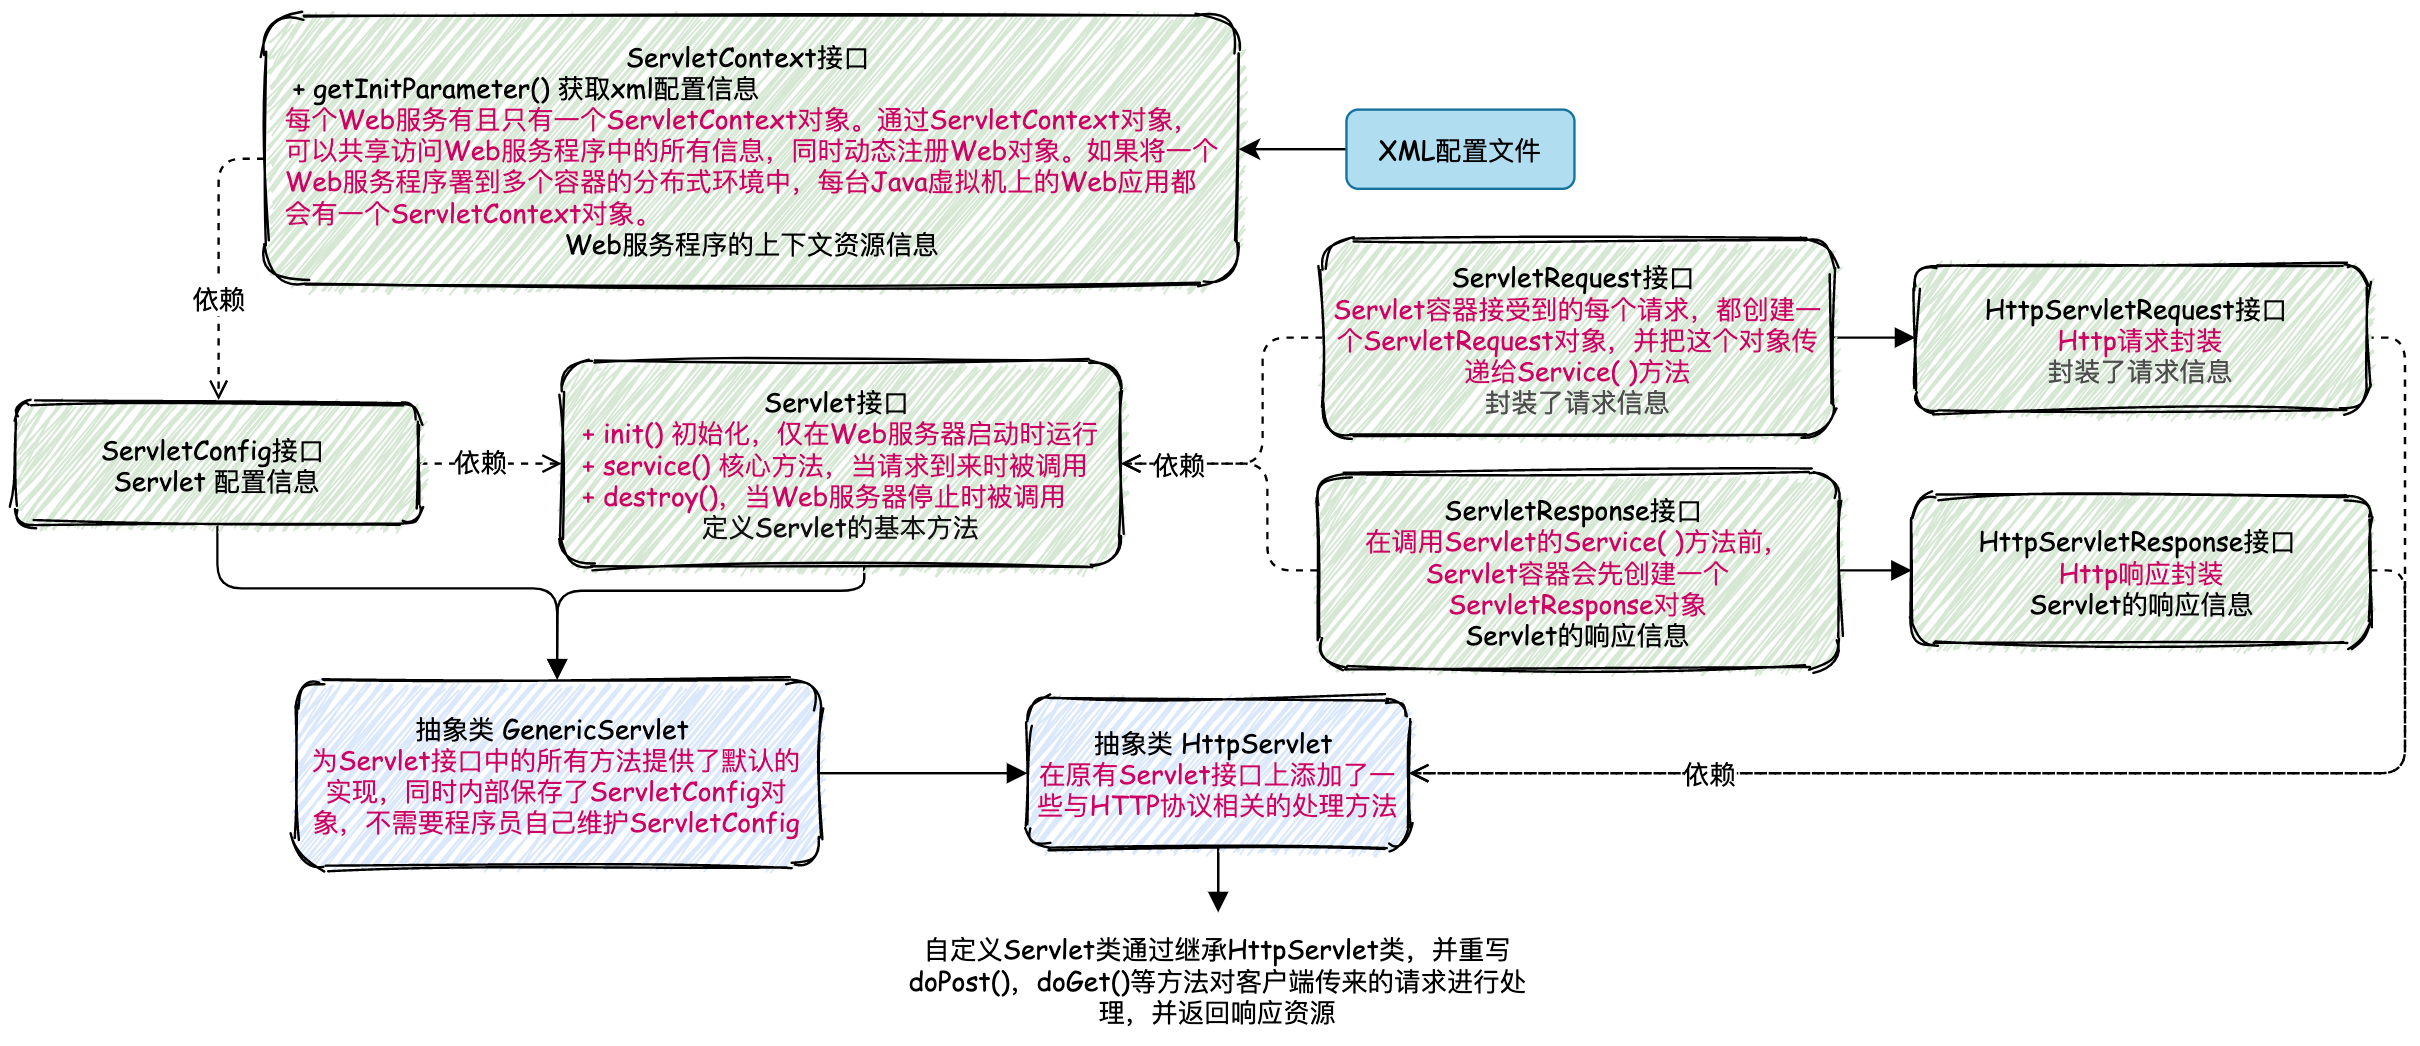 ServletContext接口
+ getInitParameter() 获取xml配置信息
每个Web服务有且只有一个ServletContext对象。通过ServletContext对象，
可以共享访问Web服务程序中的所有信息，同时动态注册Web对象。如果将一个
Web服务程序署到多个容器的分布式环境中，每台Java虚拟机上的Web应用都
会有一个ServletContext对象。
Web服务程序的上下文资源信息
XML配置文件
依赖
ServletConfig接口
Servlet 配置信息
依赖
Servlet接口
+ init() 初始化，仅在Web服务器启动时运行
+ service() 核心方法，当请求到来时被调用
+ destroy()，当Web服务器停止时被调用
定义Servlet的基本方法
依赖
ServletRequest接口
Servlet容器接受到的每个请求，都创建一
个ServletRequest对象，并把这个对象传
递给Service( )方法
封装了请求信息
HttpServletRequest接口
Http请求封装
封装了请求信息
ServletResponse接口
在调用Servlet的Service( )方法前，
Servlet容器会先创建一个
ServletResponse对象
Servlet的响应信息
HttpServletResponse接口
Http响应封装
Servlet的响应信息
抽象类 GenericServlet
为Servlet接口中的所有方法提供了默认的
实现，同时内部保存了ServletConfig对
象，不需要程序员自己维护ServletConfig
抽象类 HttpServlet
在原有Servlet接口上添加了一
些与HTTP协议相关的处理方法
依赖
自定义Servlet类通过继承HttpServlet类，并重写
doPost()，doGet()等方法对客户端传来的请求进行处
理，并返回响应资源